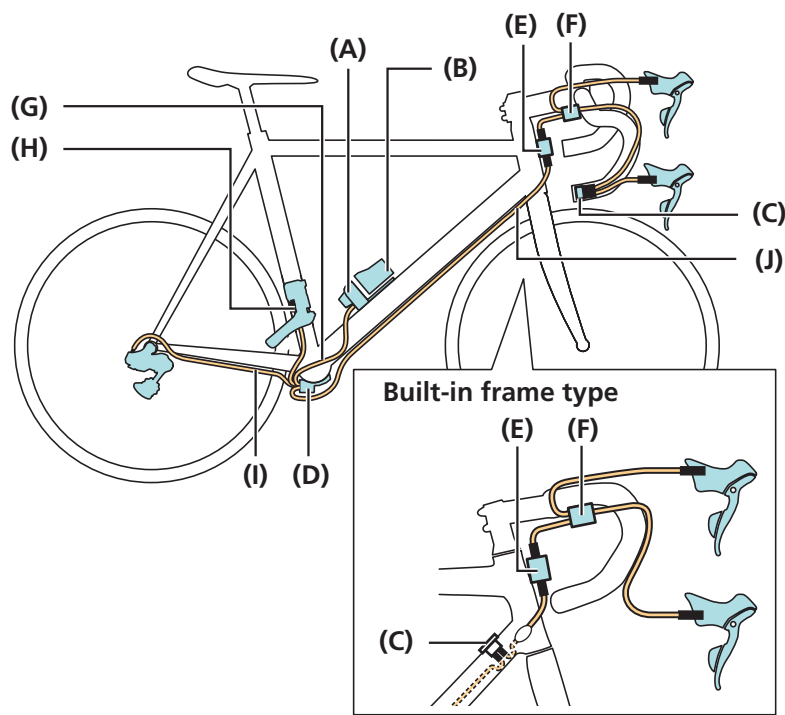 (E)
(F)
(A)
(B)
(G)
(H)
(C)
(J)
(I)
(D)
Built-in frame type
(E)
(F)
(C)